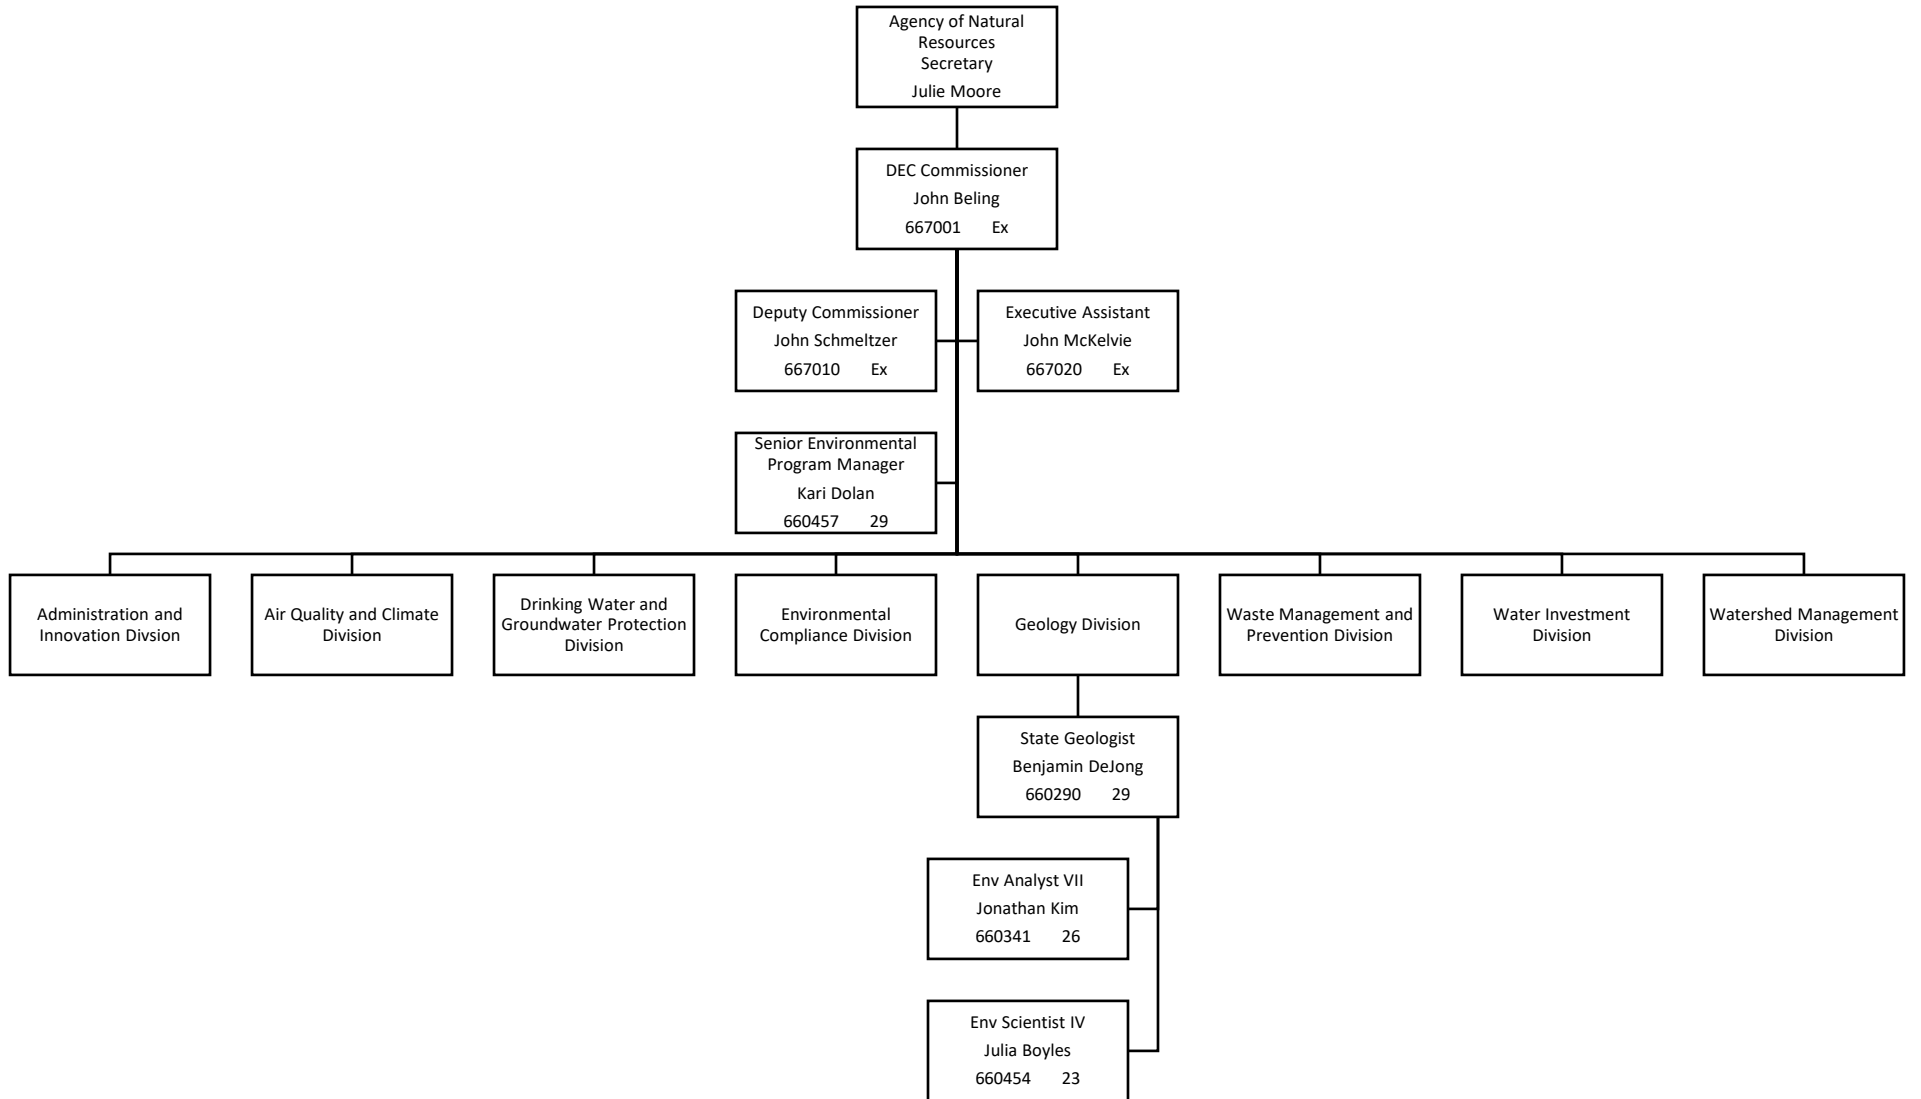 Agency of Natural
Resources
Secretary
Julie Moore
DEC Commissioner
John Beling
667001 Ex
Deputy Commissioner
John Schmeltzer
667010 Ex
Executive Assistant
John McKelvie
667020 Ex
Senior Environmental
Program Manager
Kari Dolan
660457 29
Administration and
Innovation Divsion
Air Quality and Climate
Division
Drinking Water and
Groundwater Protection
Division
Environmental
Compliance Division
Geology Division
Waste Management and
Prevention Division
Water Investment
Division
Watershed Management
Division
State Geologist
Benjamin DeJong
660290 29
Env Analyst VII
Jonathan Kim
660341 26
Env Scientist IV
Julia Boyles
660454 23